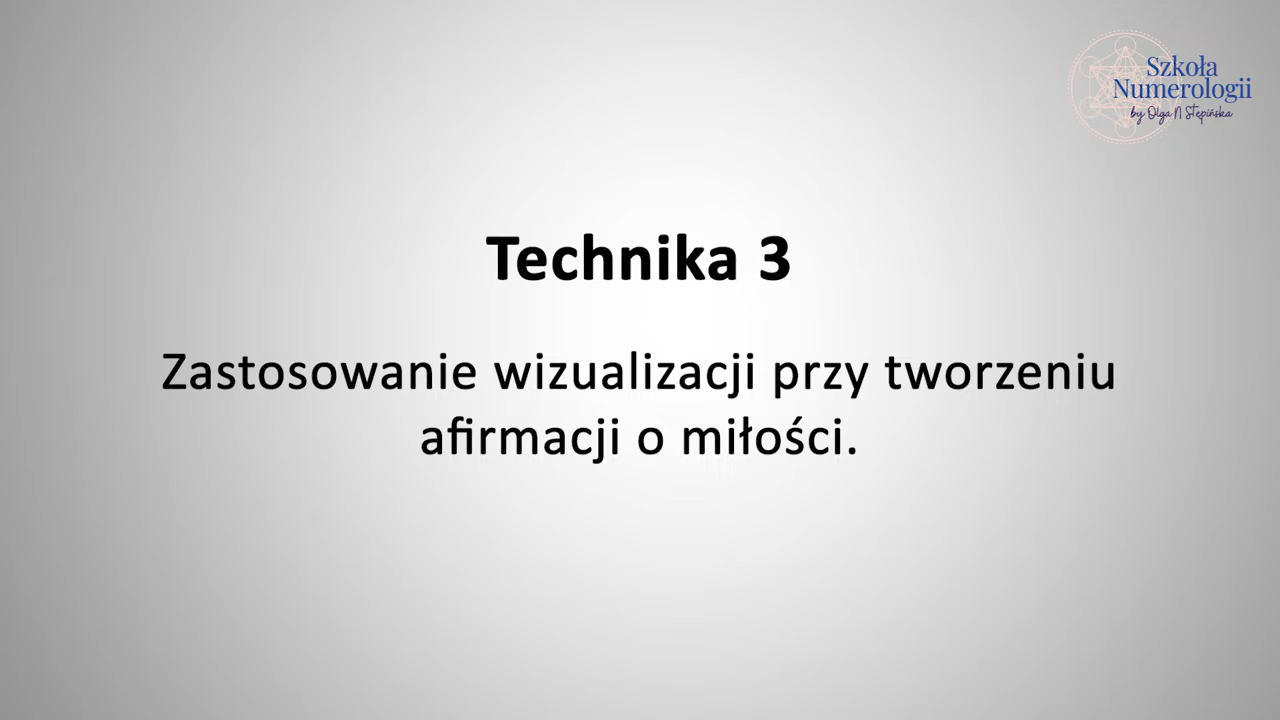 Szkoła
Numerologii
by Olga N Stępińska
Technika 3
Zastosowanie wizualizacji przy tworzeniu
afirmacji o miłości.